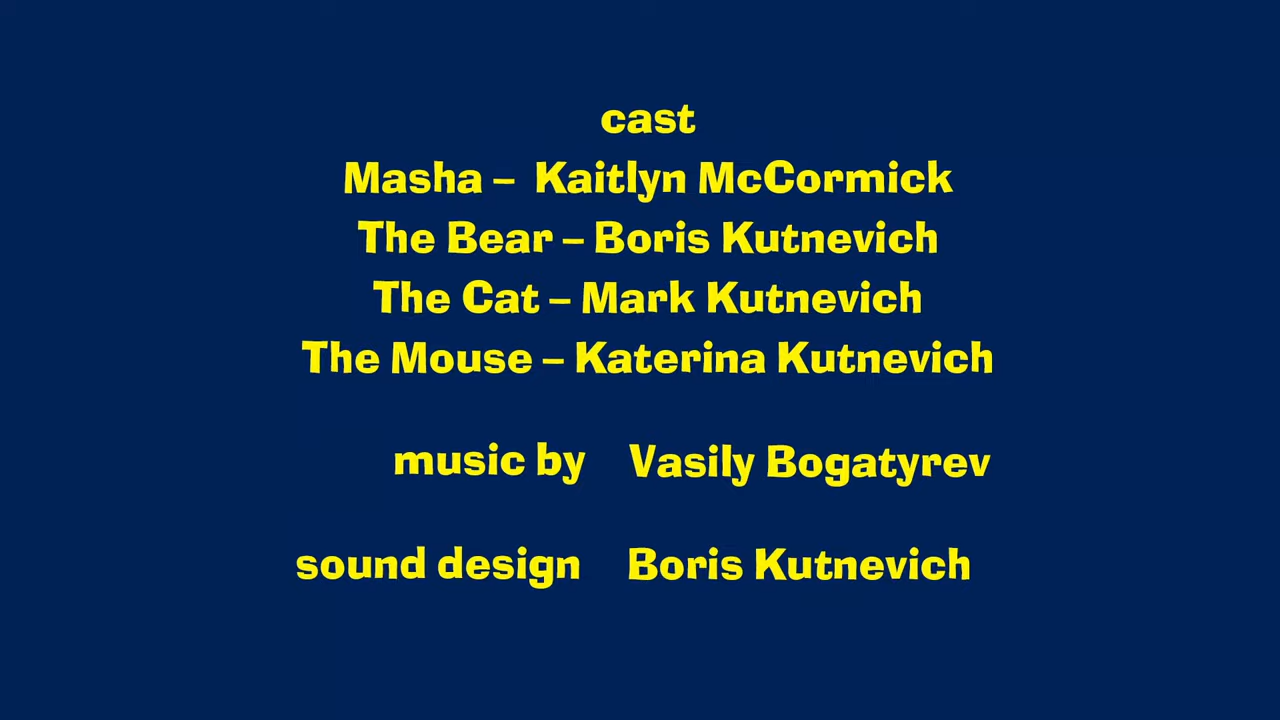 cast
Masha – Kaitlyn McCormick
The Bear – Boris Kutnevich
The Cat – Mark Kutnevich
The Mouse – Katerina Kutnevich
music by Vasily Bogatyrev
sound design Boris Kutnevich